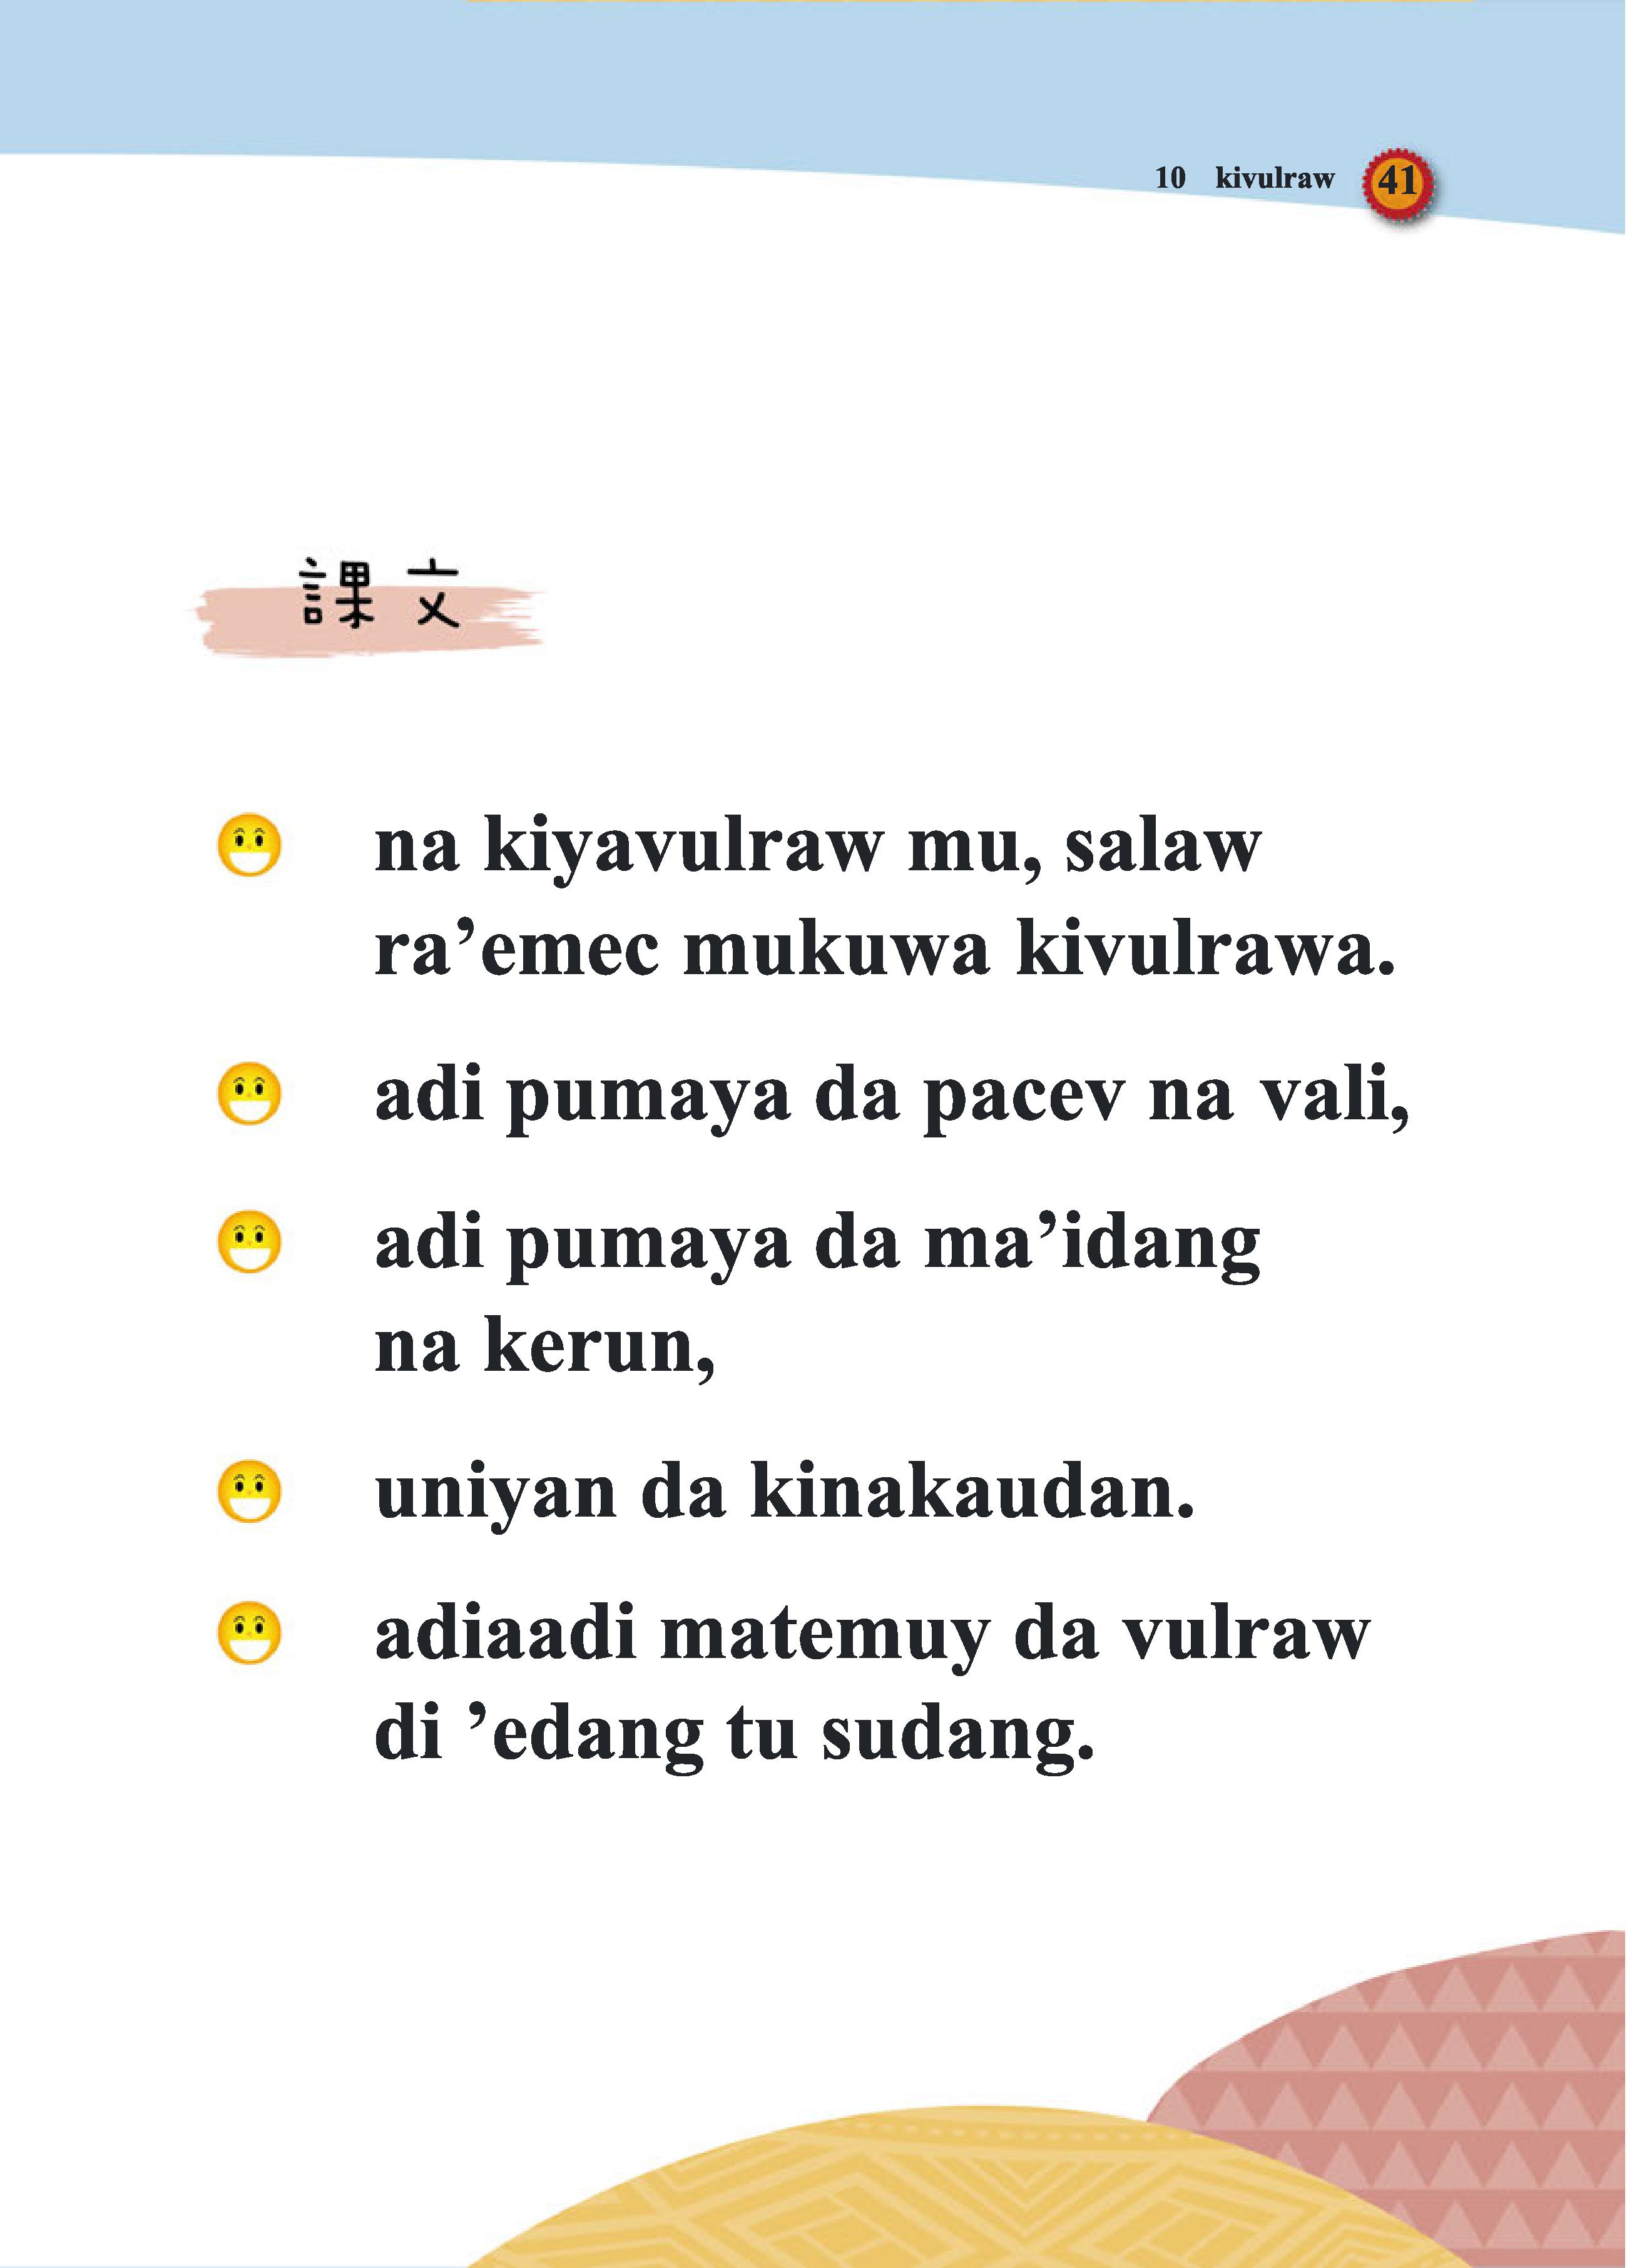 10 kivulraw 41
課文
na kiyavulraw mu, salaw
ra’emec mukuwa kivulrawa.
adi pumaya da pacev na vali,
adi pumaya da ma’idang
na kerun,
uniyan da kinakaudan.
adiaadi matemuy da vulraw
di ’edang tu sudang.